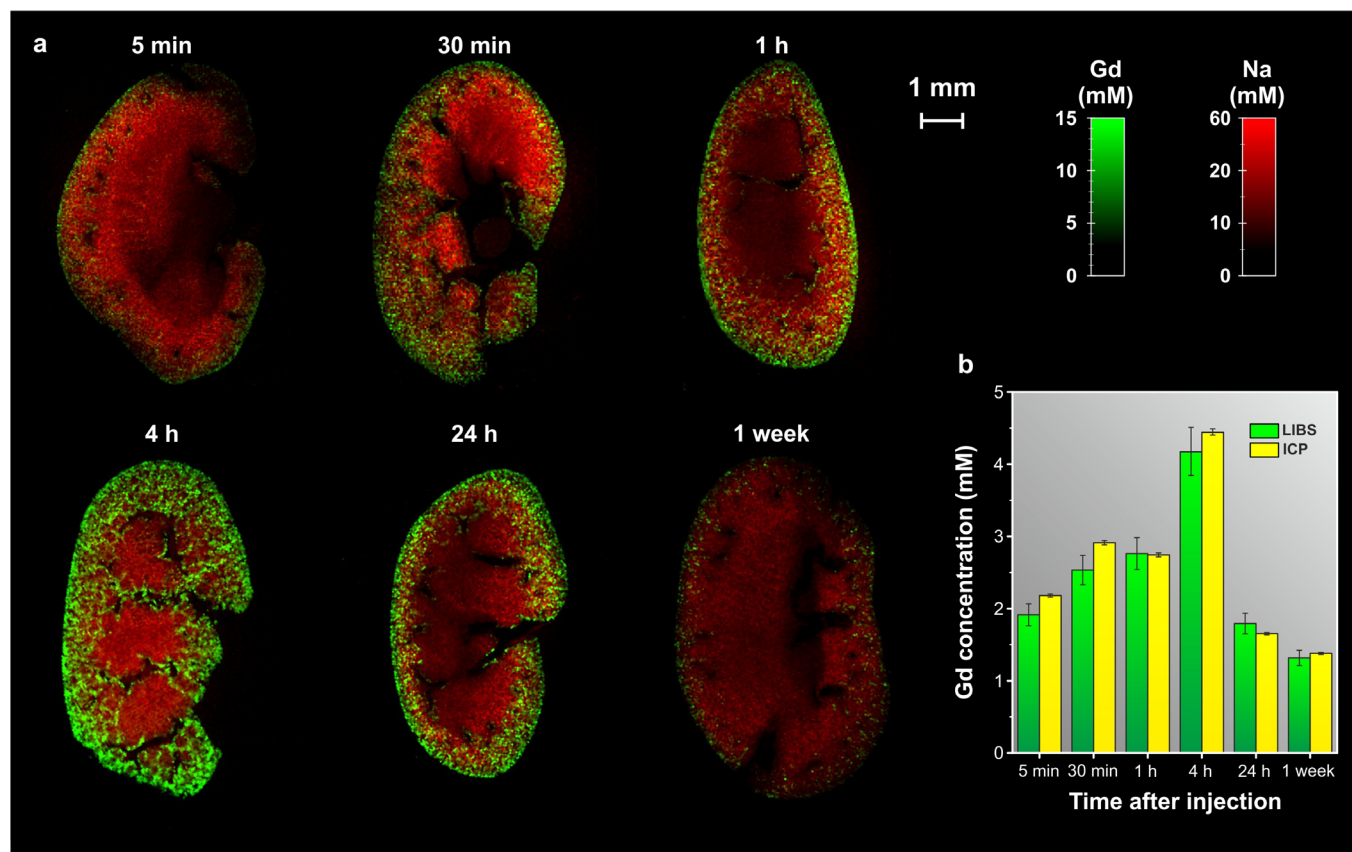 a
5 min
30 min
1 h
1 mm
Gd
(mM)
Na
(mM)
15
10
5
0
60
20
10
0
4 h
24 h
1 week
b
5
4
3
2
1
0
Gd concentration (mM)
LIBS
ICP
5 min 30 min 1 h 4 h 24 h 1 week
Time after injection